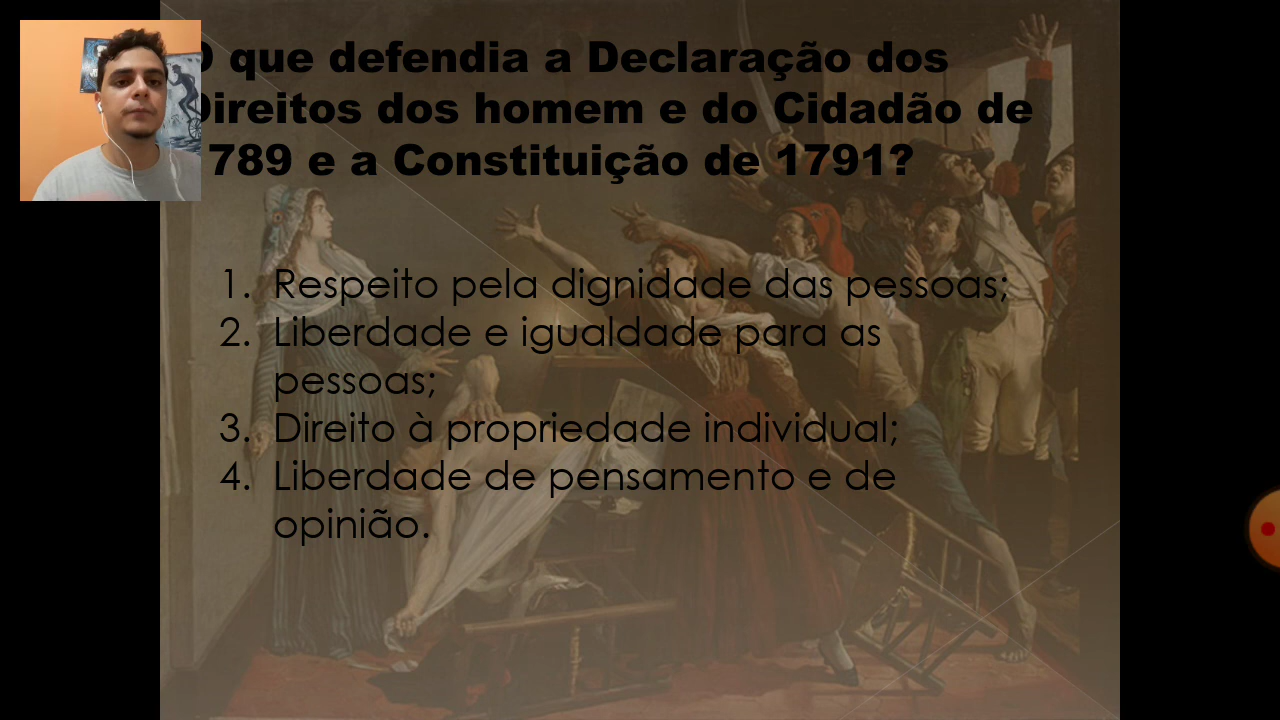 O que defendia a Declaração dos
Direitos dos homem e do Cidadão de
1789 e a Constituição de 1791?
1. Respeito pela dignidade das pessoas;
2. Liberdade e igualdade para as
pessoas;
3. Direito à propriedade individual;
4. Liberdade de pensamento e de
opinião.